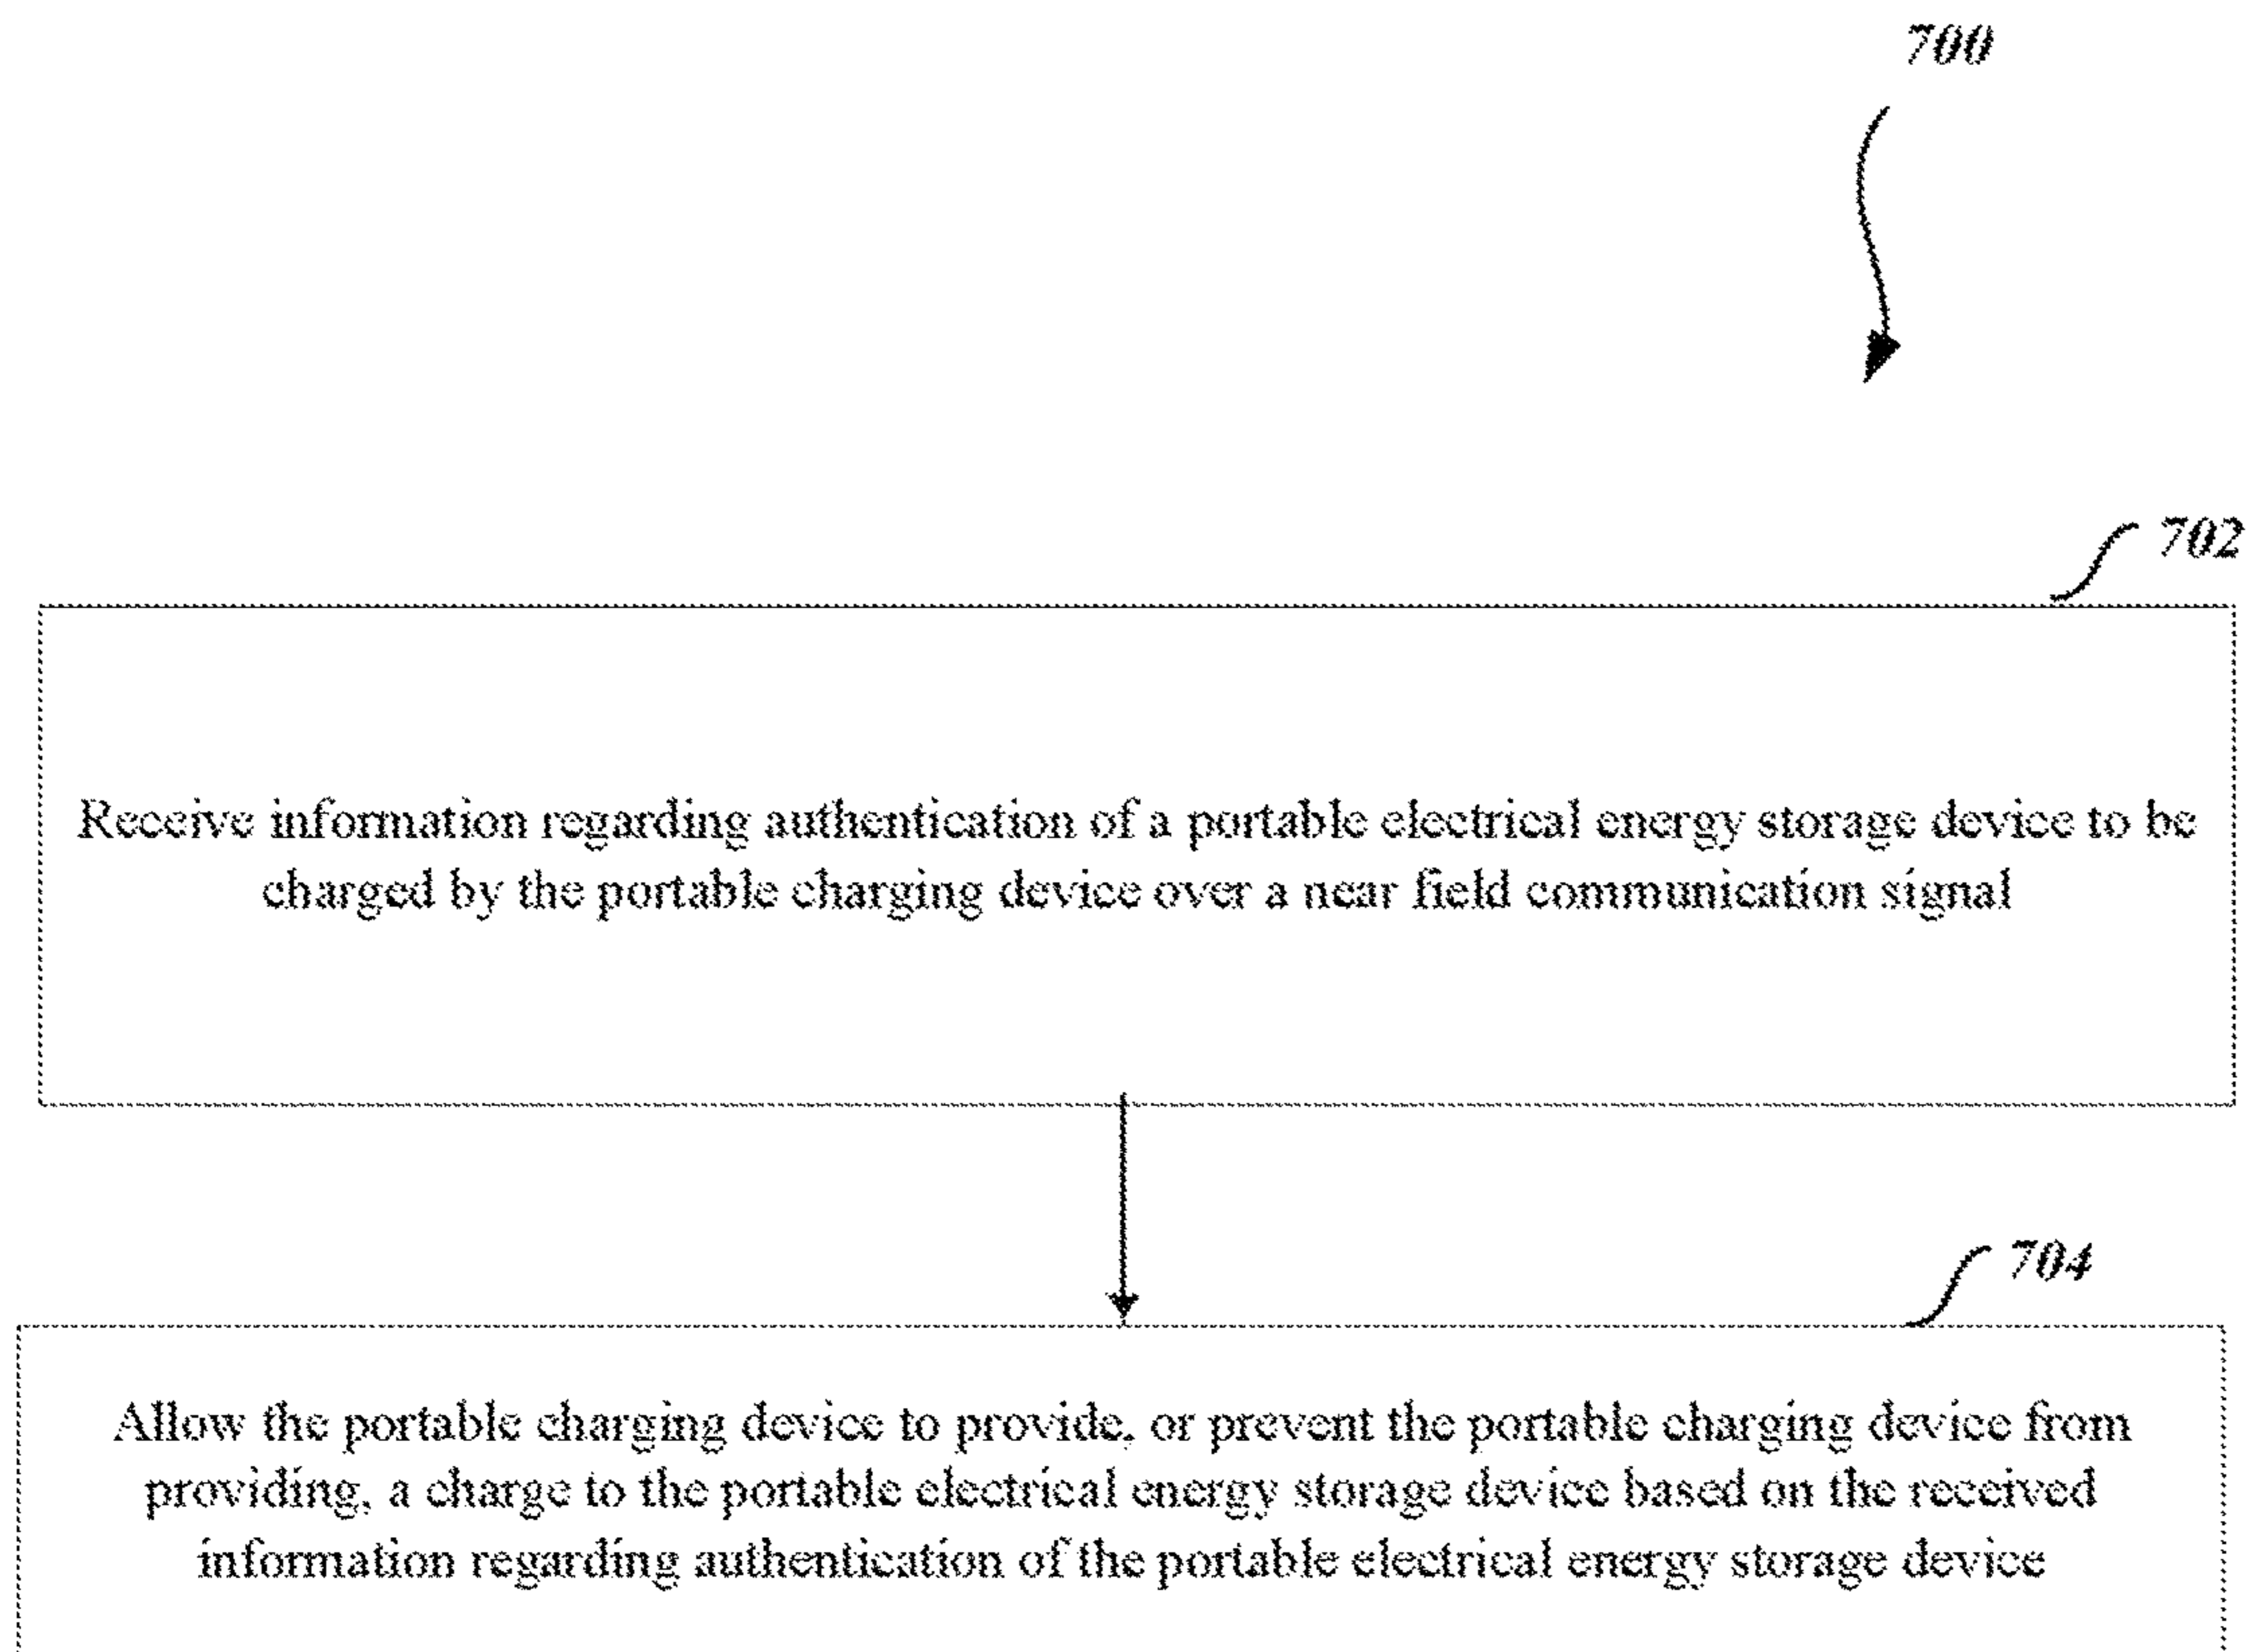 700
702
Receive information regarding authentication of a portable electrical energy storage device to be
charged by the portable charging device over a near field communication signal
704
Allow the portable charging device to provide, or prevent the portable charging device from
providing, a charge to the portable electrical energy storage device based on the received
information regarding authentication of the portable electrical energy storage device